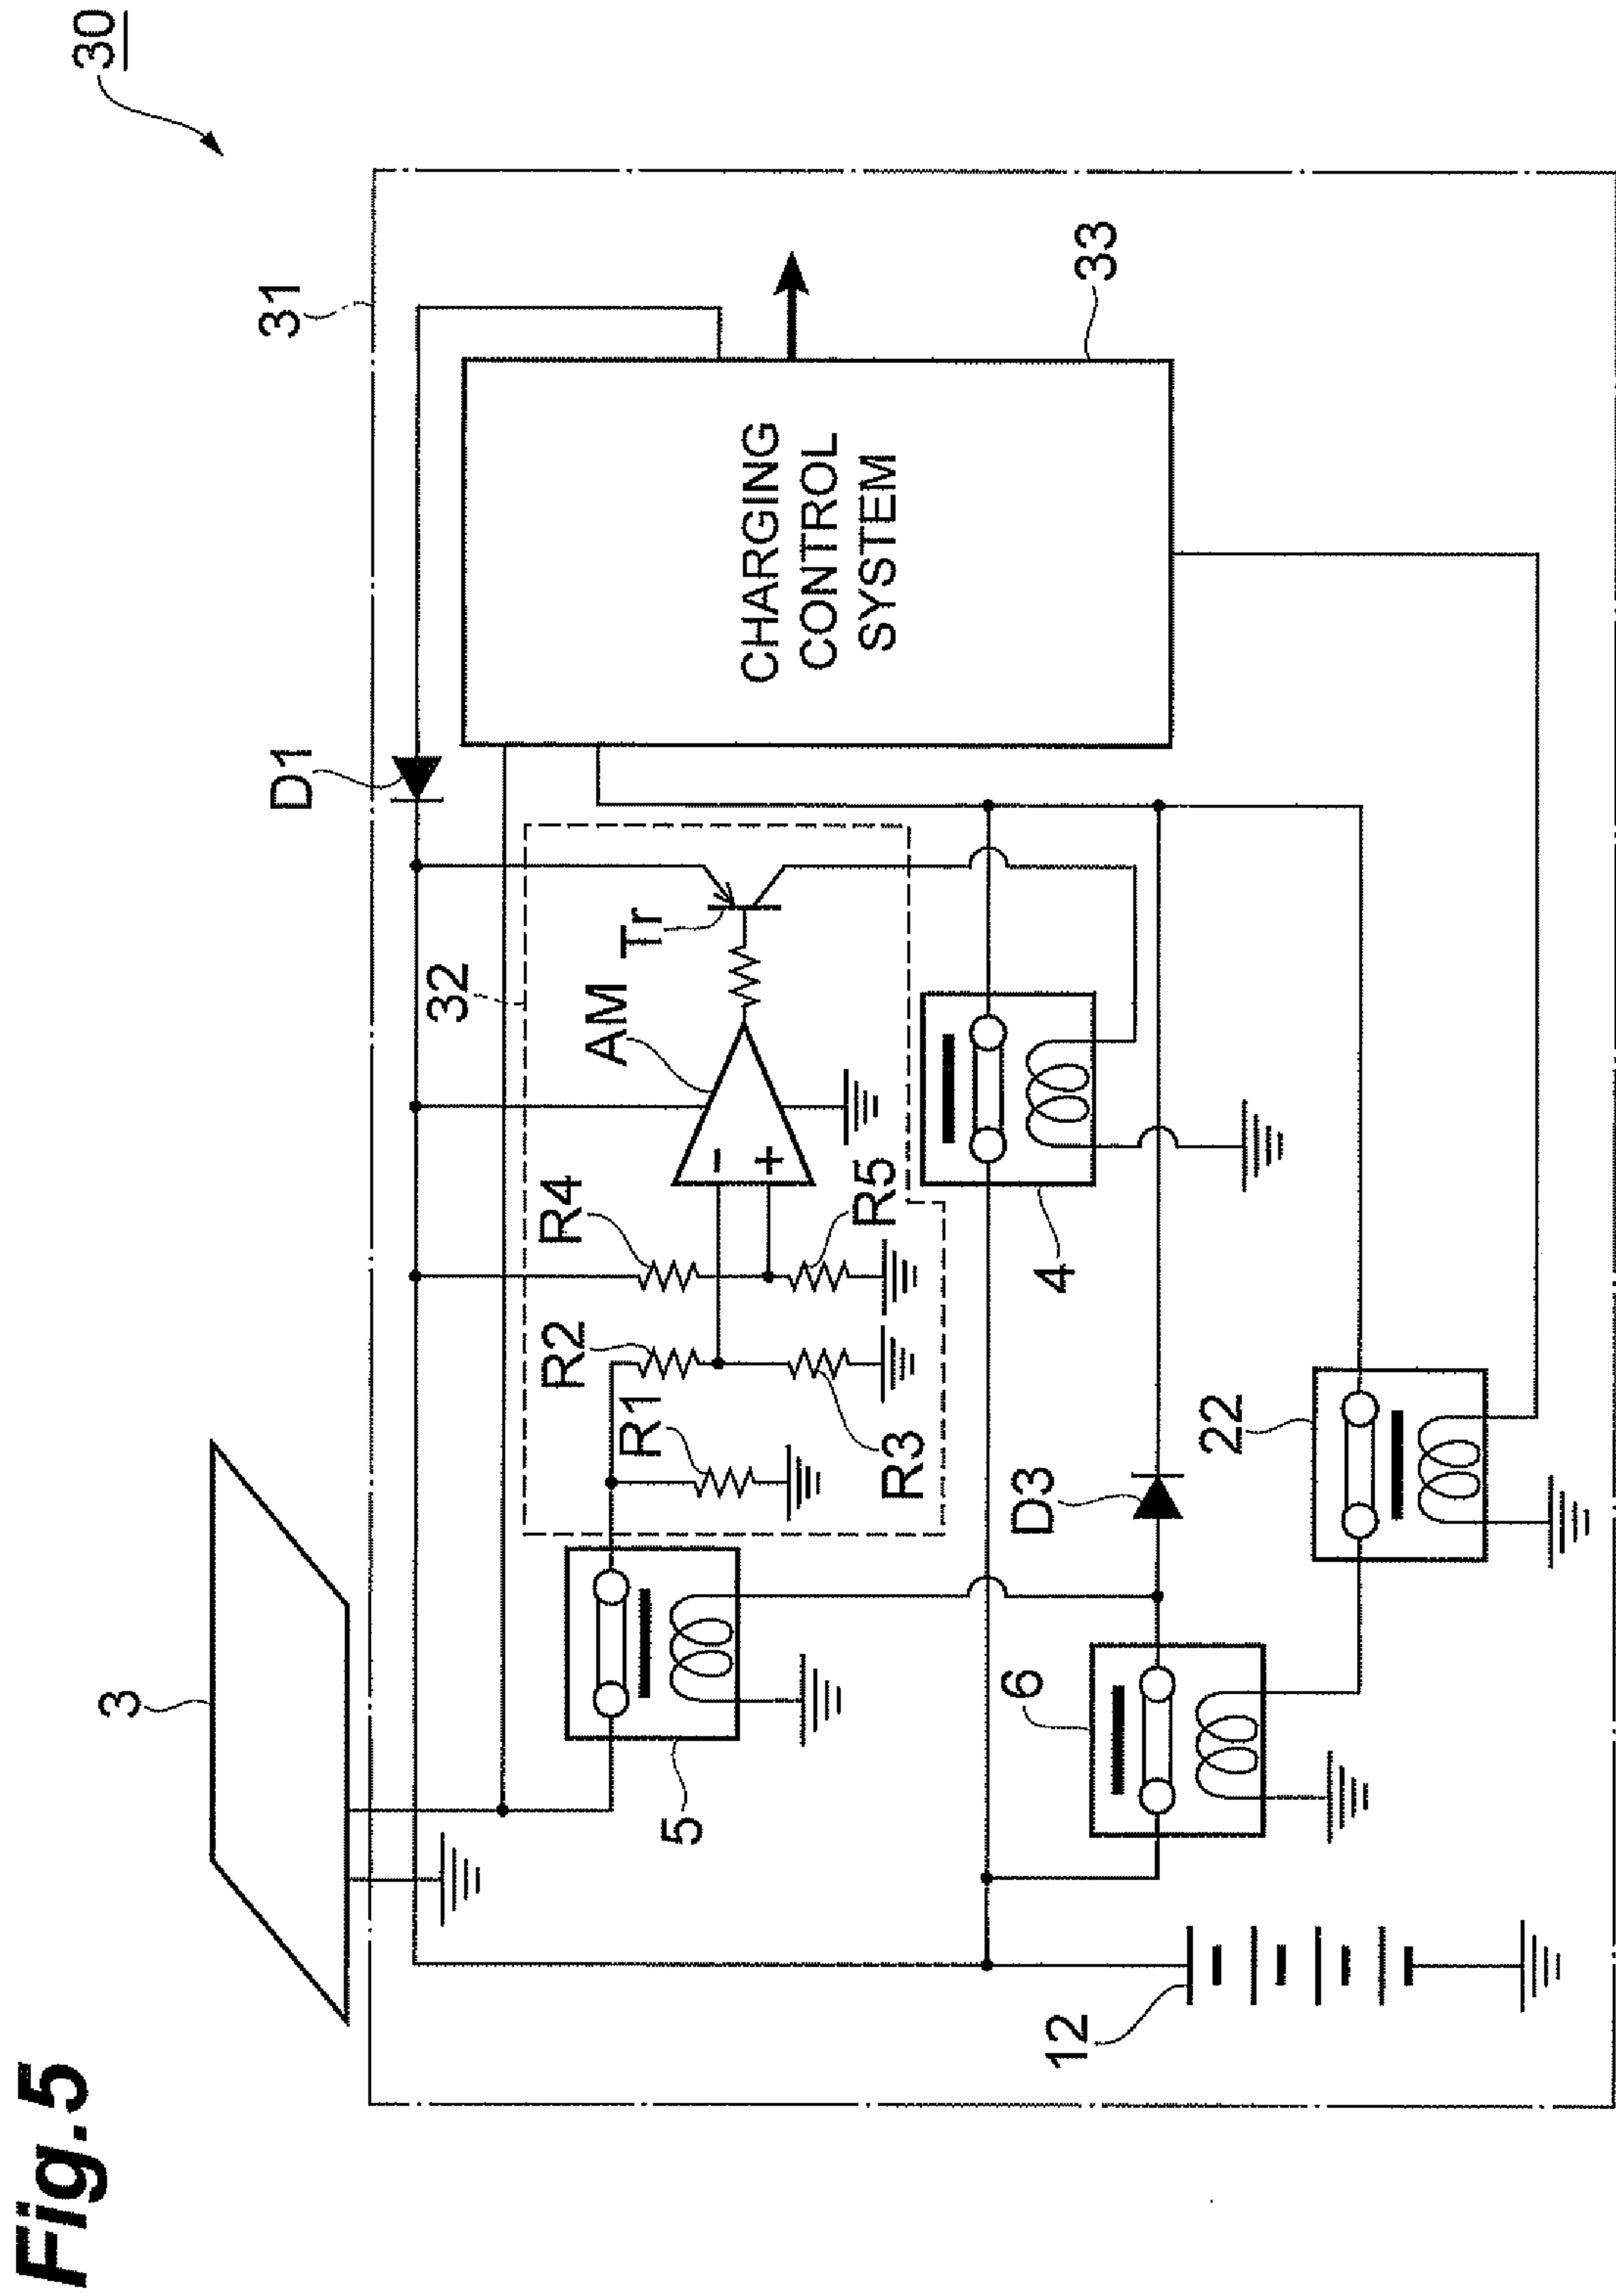 Fig.5
30
3
31
D1
32
AM
Tr
R4
R2
R1
R3
R5
-
+
CHARGING
CONTROL
SYSTEM
33
5
4
D3
6
22
12